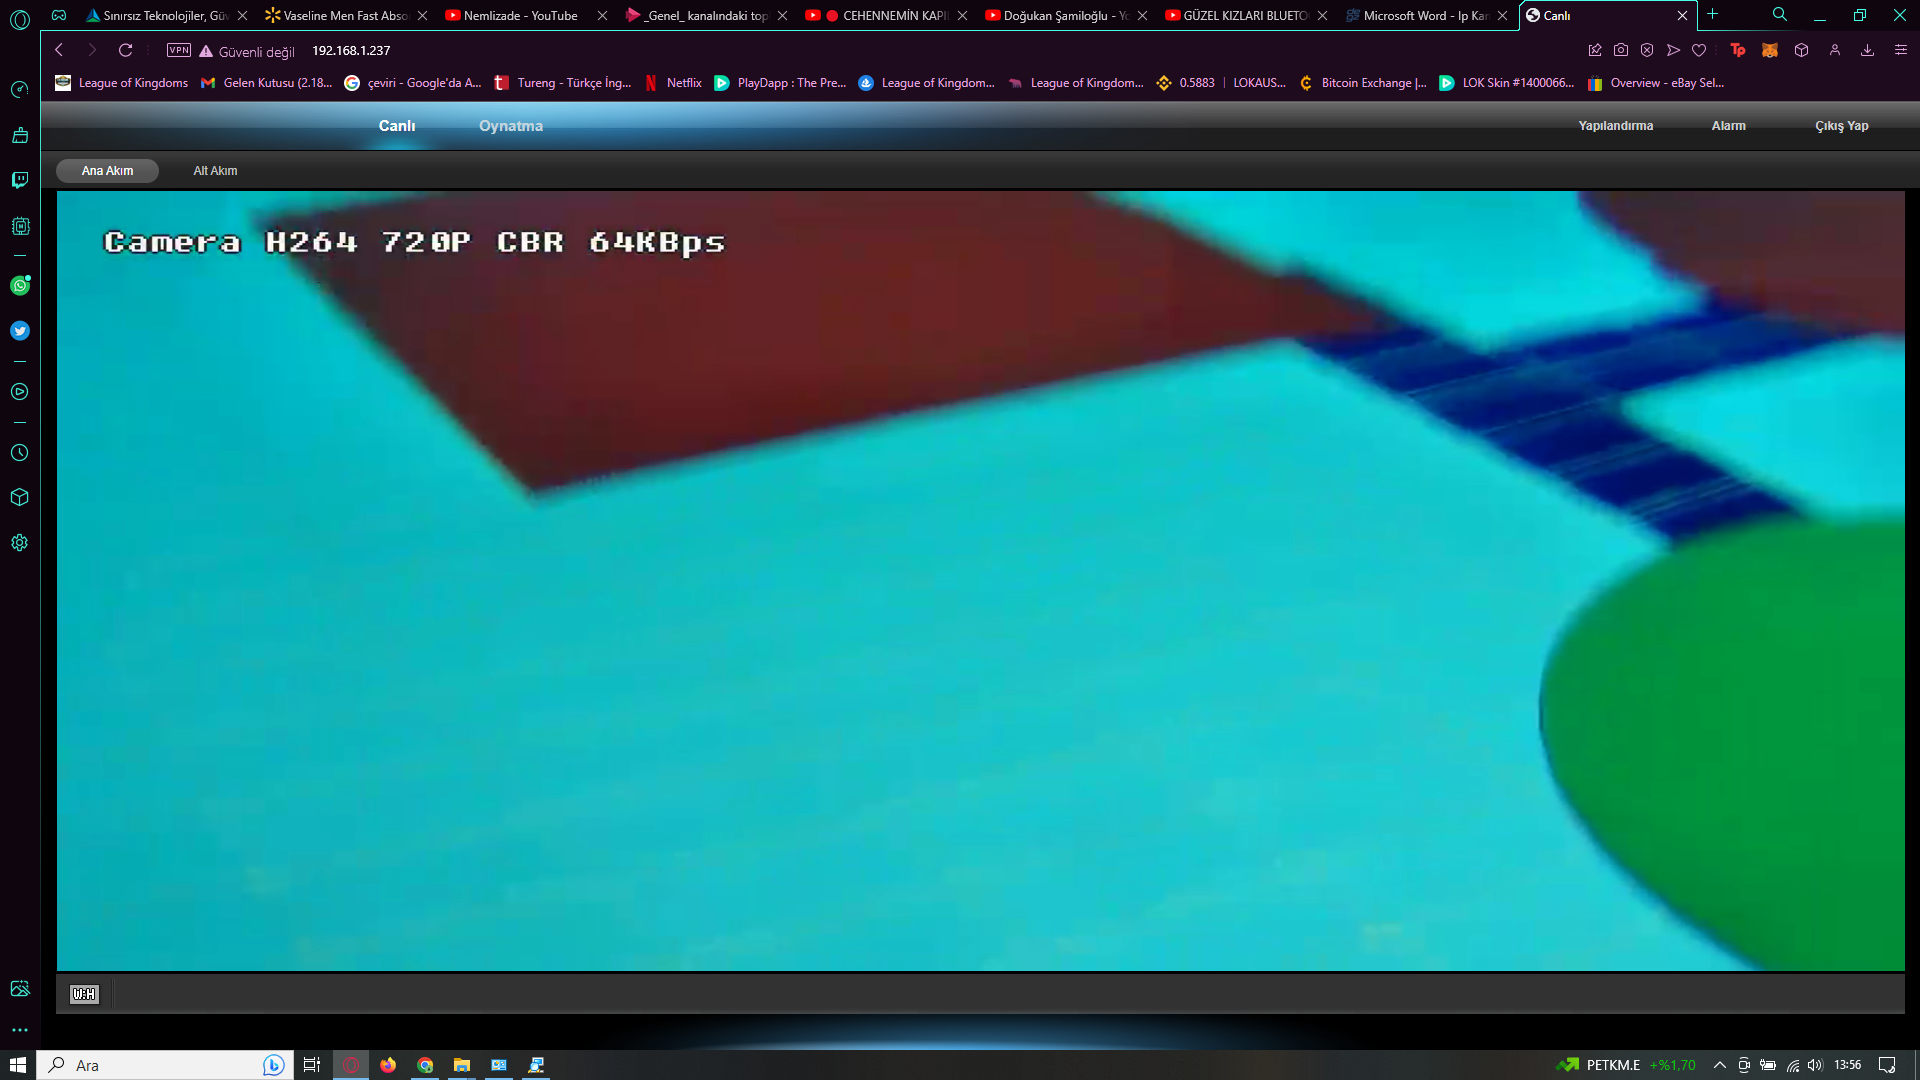 Sınırsız Teknolojiler, Güv
Vaseline Men Fast Abso
Nemlizade - YouTube
_Genel_ kanalındaki top
CEHENNEMİN KAPI
Doğukan Şamiloğlu - Yo
GÜZEL KIZLARI BLUETO
Microsoft Word - Ip Kam
Canlı
VPN
Güvenli değil
192.168.1.237
Tp
League of Kingdoms
Gelen Kutusu (2.18...
çeviri - Google'da A...
Tureng - Türkçe İng...
Netflix
PlayDapp : The Pre...
League of Kingdom...
League of Kingdom...
0.5883 | LOKAUS...
Bitcoin Exchange |...
LOK Skin #1400066...
Overview - eBay Sel...
Canlı
Oynatma
Yapılandırma
Alarm
Çıkış Yap
Ana Akım
Alt Akım
Camera H264 720P CBR 64KBps
W:H
Ara
PETKM.E +%1,70
13:56